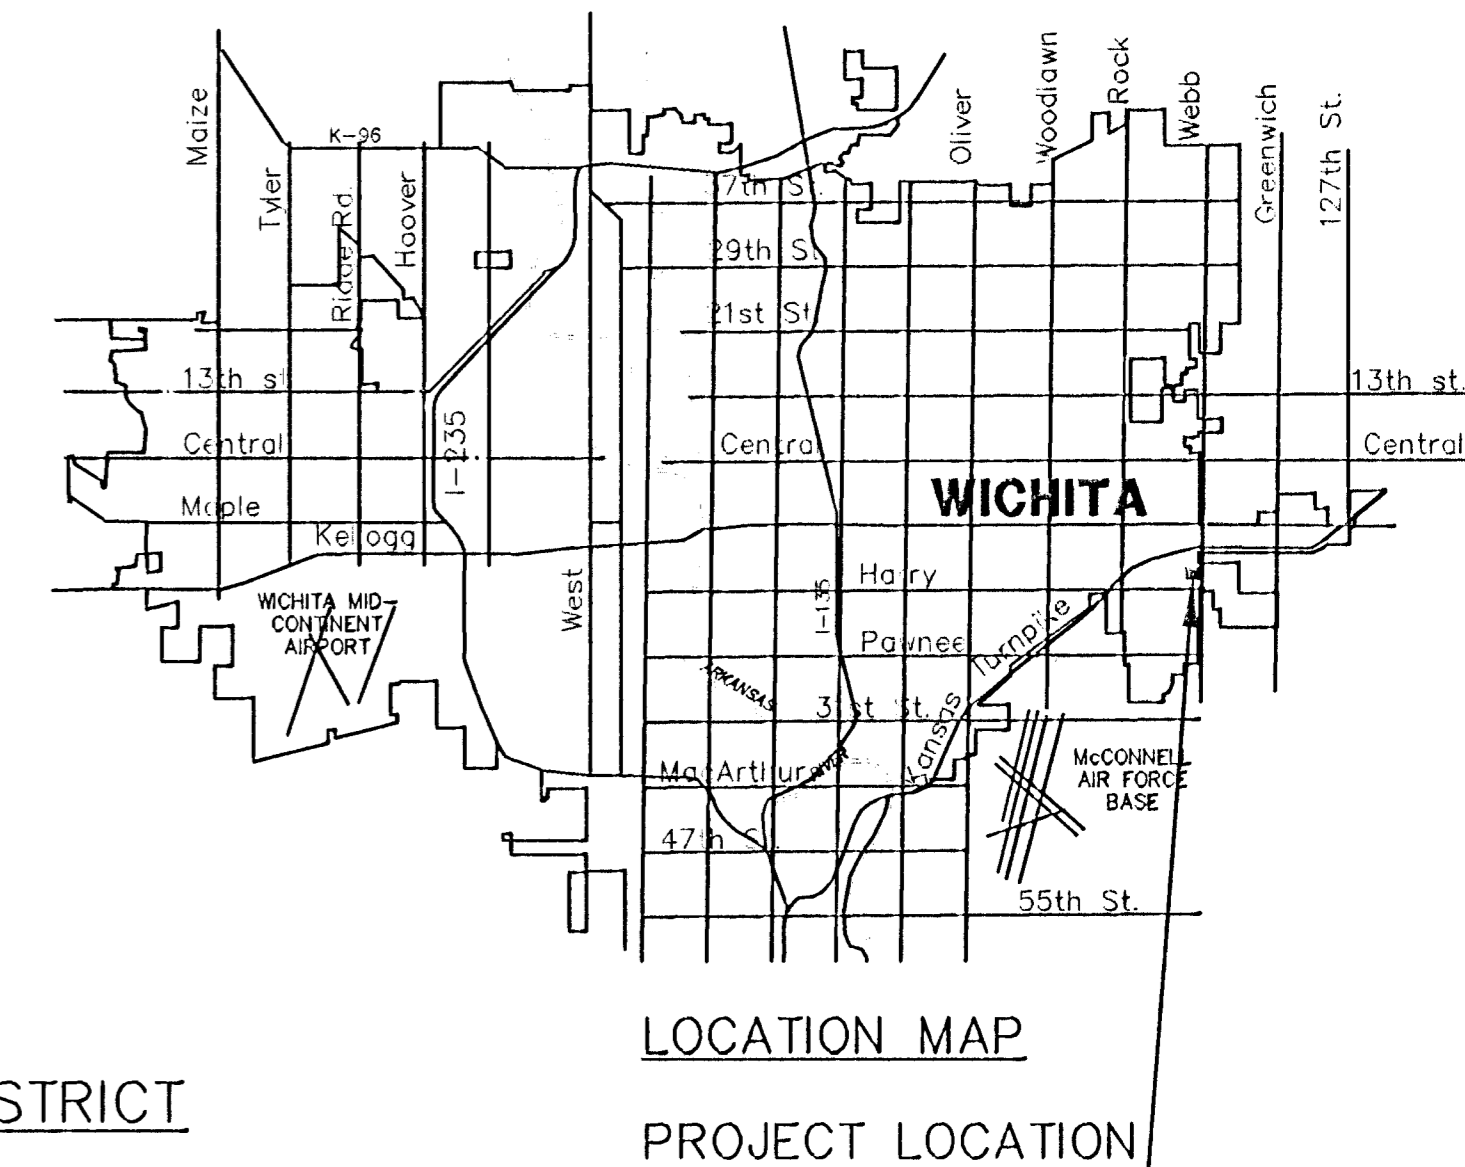 Maize
K-96
Tyler
Ridge Rd.
Hoover
Oliver
Woodlawn
Rock
Webb
Greenwich
127th St.
7th St.
29th St
21st St
13th st
13th st.
I-235
Central
Central
Central
WICHITA
Maple
Kellogg
West
I-135
Harry
WICHITA MID-
CONTINENT
AIRPORT
Pawnee
Kansas Turnpike
ARKANSAS
RIVER
31st St.
MacArthur
McCONNELL
AIR FORCE
BASE
47th S.
55th St.
LOCATION MAP
STRICT
PROJECT LOCATION